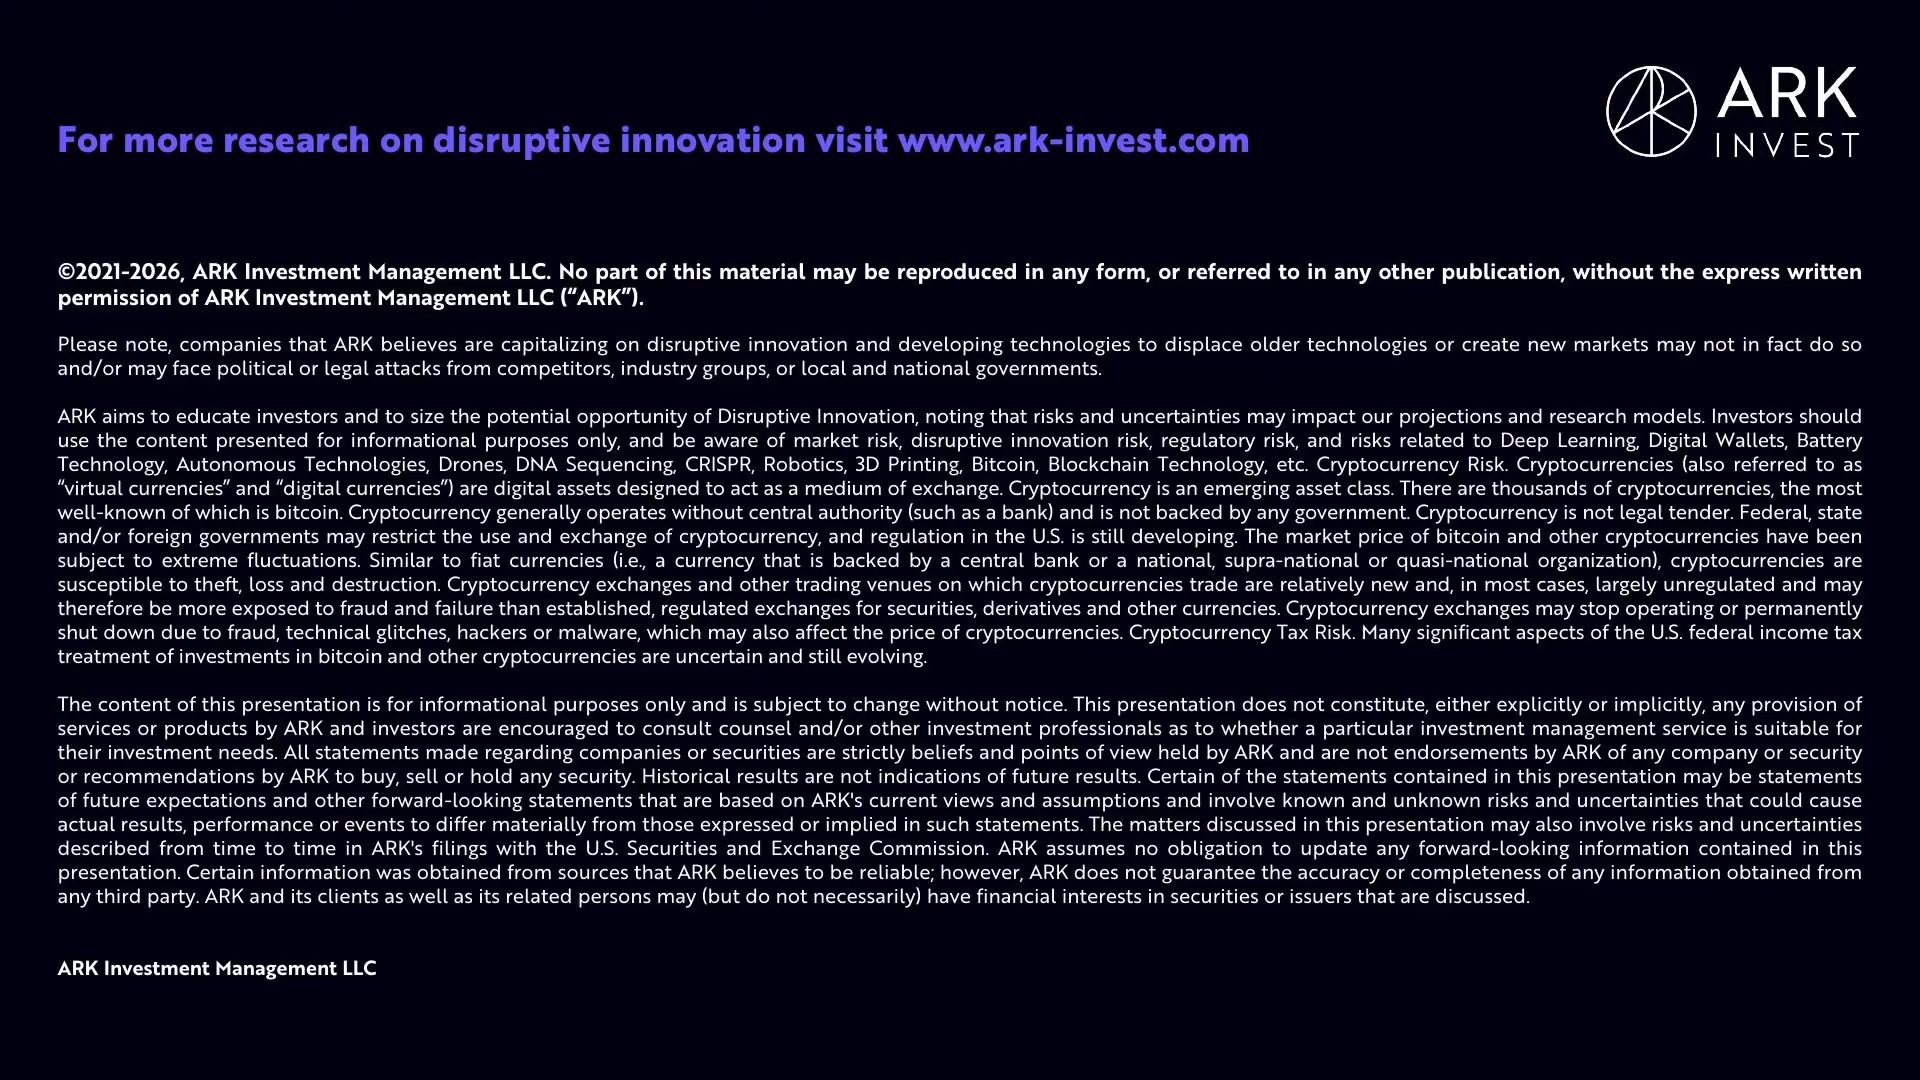 For more research on disruptive innovation visit www.ark-invest.com
ARK
INVEST
©2021-2026, ARK Investment Management LLC. No part of this material may be reproduced in any form, or referred to in any other publication, without the express written
permission of ARK Investment Management LLC (“ARK”).
Please note, companies that ARK believes are capitalizing on disruptive innovation and developing technologies to displace older technologies or create new markets may not in fact do so
and/or may face political or legal attacks from competitors, industry groups, or local and national governments.
ARK aims to educate investors and to size the potential opportunity of Disruptive Innovation, noting that risks and uncertainties may impact our projections and research models. Investors should
use the content presented for informational purposes only, and be aware of market risk, disruptive innovation risk, regulatory risk, and risks related to Deep Learning, Digital Wallets, Battery
Technology, Autonomous Technologies, Drones, DNA Sequencing, CRISPR, Robotics, 3D Printing, Bitcoin, Blockchain Technology, etc. Cryptocurrency Risk. Cryptocurrencies (also referred to as
“virtual currencies” and “digital currencies”) are digital assets designed to act as a medium of exchange. Cryptocurrency is an emerging asset class. There are thousands of cryptocurrencies, the most
well-known of which is bitcoin. Cryptocurrency generally operates without central authority (such as a bank) and is not backed by any government. Cryptocurrency is not legal tender. Federal, state
and/or foreign governments may restrict the use and exchange of cryptocurrency, and regulation in the U.S. is still developing. The market price of bitcoin and other cryptocurrencies have been
subject to extreme fluctuations. Similar to fiat currencies (i.e., a currency that is backed by a central bank or a national, supra-national or quasi-national organization), cryptocurrencies are
susceptible to theft, loss and destruction. Cryptocurrency exchanges and other trading venues on which cryptocurrencies trade are relatively new and, in most cases, largely unregulated and may
therefore be more exposed to fraud and failure than established, regulated exchanges for securities, derivatives and other currencies. Cryptocurrency exchanges may stop operating or permanently
shut down due to fraud, technical glitches, hackers or malware, which may also affect the price of cryptocurrencies. Cryptocurrency Tax Risk. Many significant aspects of the U.S. federal income tax
treatment of investments in bitcoin and other cryptocurrencies are uncertain and still evolving.
The content of this presentation is for informational purposes only and is subject to change without notice. This presentation does not constitute, either explicitly or implicitly, any provision of
services or products by ARK and investors are encouraged to consult counsel and/or other investment professionals as to whether a particular investment management service is suitable for
their investment needs. All statements made regarding companies or securities are strictly beliefs and points of view held by ARK and are not endorsements by ARK of any company or security
or recommendations by ARK to buy, sell or hold any security. Historical results are not indications of future results. Certain of the statements contained in this presentation may be statements
of future expectations and other forward-looking statements that are based on ARK's current views and assumptions and involve known and unknown risks and uncertainties that could cause
actual results, performance or events to differ materially from those expressed or implied in such statements. The matters discussed in this presentation may also involve risks and uncertainties
described from time to time in ARK's filings with the U.S. Securities and Exchange Commission. ARK assumes no obligation to update any forward-looking information contained in this
presentation. Certain information was obtained from sources that ARK believes to be reliable; however, ARK does not guarantee the accuracy or completeness of any information obtained from
any third party. ARK and its clients as well as its related persons may (but do not necessarily) have financial interests in securities or issuers that are discussed.
ARK Investment Management LLC